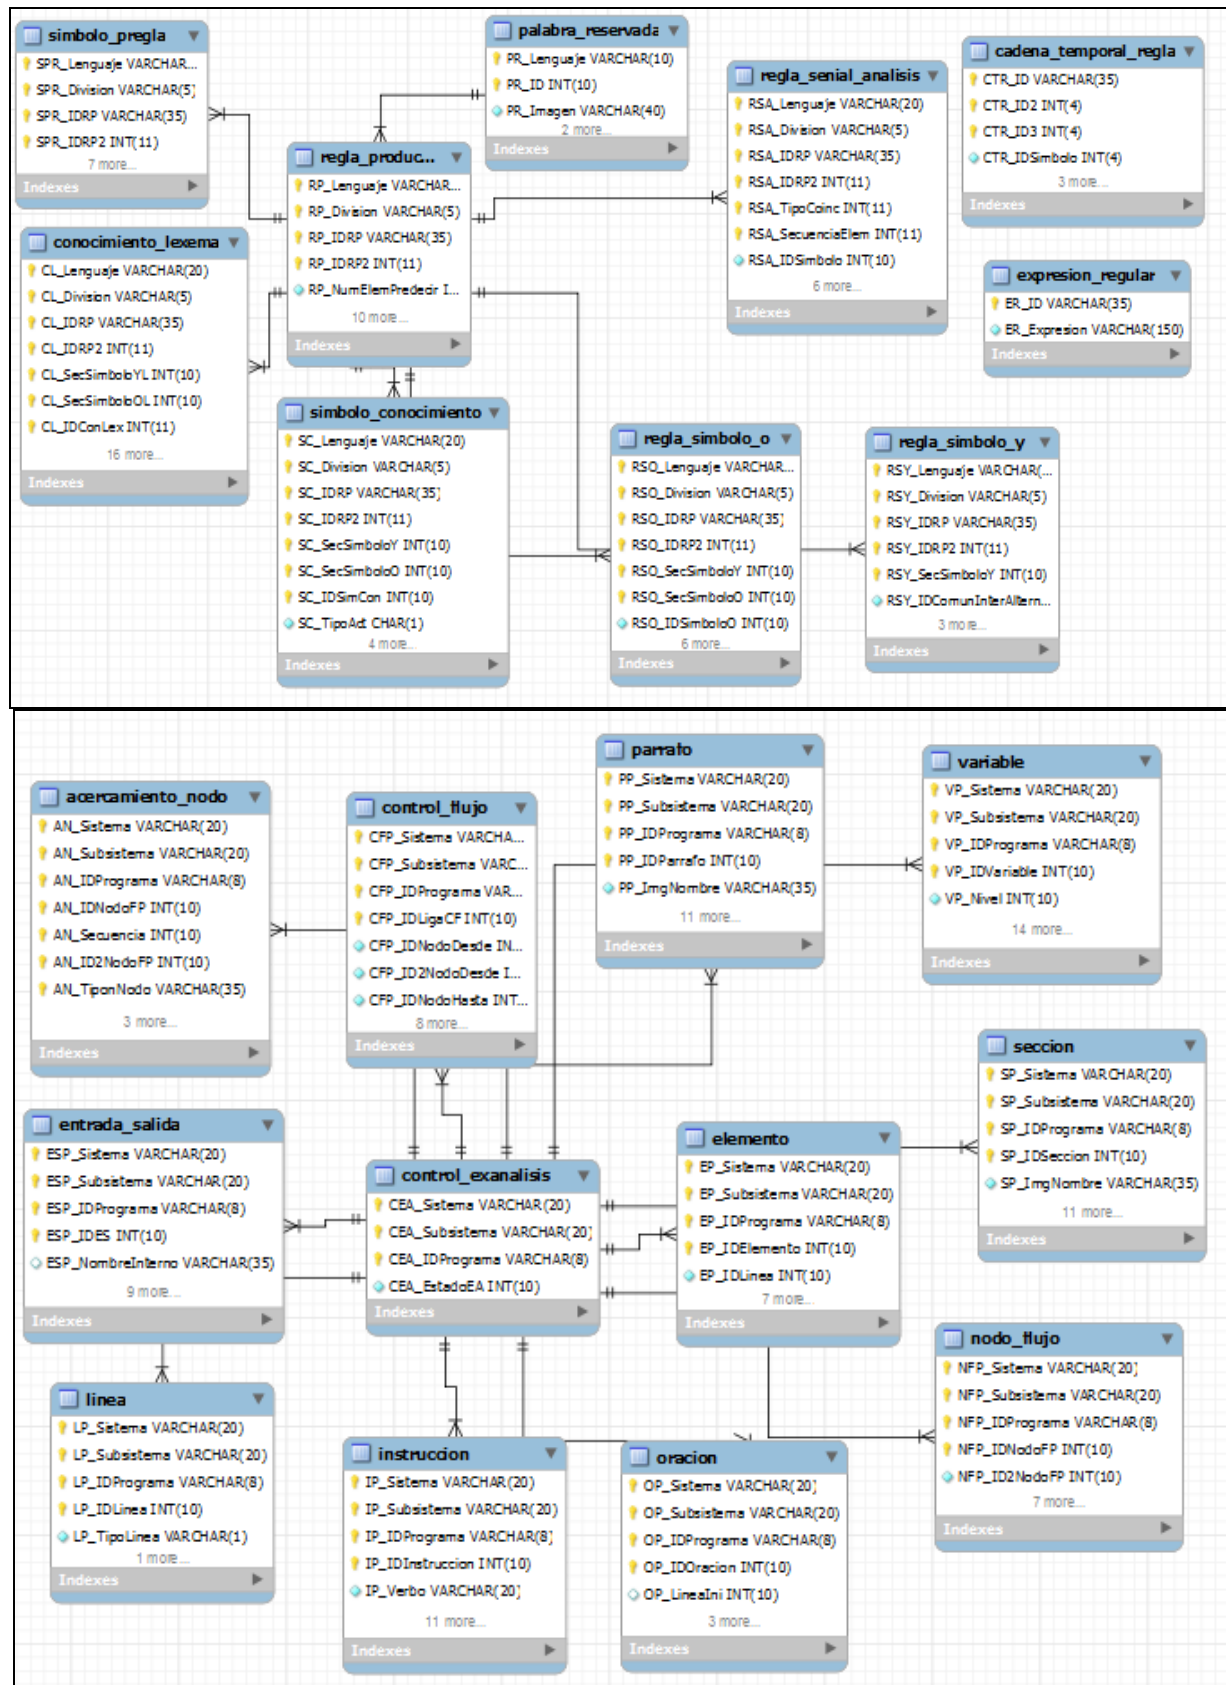 simbolo_pregla
SPR_Lenguaje VARCHAR...
SPR_Division VARCHAR(5)
SPR_IDRP VARCHAR(35)
SPR_IDRP2 INT(11)
7 more...
Indexes
palabra_reservada
PR_Lenguaje VARCHAR(10)
PR_ID INT(10)
PR_Imagen VARCHAR(40)
2 more...
Indexes
regla_senial_analisis
RSA_Lenguaje VARCHAR(20)
RSA_Division VARCHAR(5)
RSA_IDRP VARCHAR(35)
RSA_IDRP2 INT(11)
RSA_TipoCoinc INT(11)
RSA_SecuenciaElem INT(11)
RSA_IDSimbolo INT(10)
6 more...
Indexes
cadena_temporal_regla
CTR_ID VARCHAR(35)
CTR_ID2 INT(4)
CTR_ID3 INT(4)
CTR_IDSimbolo INT(4)
3 more...
Indexes
regla_produc...
RP_Lenguaje VARCHAR...
RP_Division VARCHAR(5)
RP_IDRP VARCHAR(35)
RP_IDRP2 INT(11)
RP_NumElemPredecir I...
10 more...
Indexes
conocimiento_lexema
CL_Lenguaje VARCHAR(20)
CL_Division VARCHAR(5)
CL_IDRP VARCHAR(35)
CL_IDRP2 INT(11)
CL_SecSimboloYL INT(10)
CL_SecSimboloOL INT(10)
CL_IDConLex INT(11)
16 more...
Indexes
expresion_regular
ER_ID VARCHAR(35)
ER_Expresion VARCHAR(150)
Indexes
simbolo_conocimiento
SC_Lenguaje VARCHAR(20)
SC_Division VARCHAR(5)
SC_IDRP VARCHAR(35)
SC_IDRP2 INT(11)
SC_SecSimboloY INT(10)
SC_SecSimboloO INT(10)
SC_IDSimCon INT(10)
SC_TipoAct CHAR(1)
4 more...
Indexes
regla_simbolo_o
RSO_Lenguaje VARCHAR...
RSO_Division VARCHAR(5)
RSO_IDRP VARCHAR(35)
RSO_IDRP2 INT(11)
RSO_SecSimboloY INT(10)
RSO_SecSimboloO INT(10)
RSO_IDSimboloO INT(10)
6 more...
Indexes
regla_simbolo_y
RSY_Lenguaje VARCHAR(...
RSY_Division VARCHAR(5)
RSY_IDRP VARCHAR(35)
RSY_IDRP2 INT(11)
RSY_SecSimboloY INT(10)
RSY_IDComunInterAltern...
3 more...
Indexes
acercamiento_nodo
AN_Sistema VARCHAR(20)
AN_Subsistema VARCHAR(20)
AN_IDPrograma VARCHAR(8)
AN_IDNodoFP INT(10)
AN_Secuencia INT(10)
AN_ID2NodoFP INT(10)
AN_TiponNodo VARCHAR(35)
3 more...
Indexes
control_flujo
CFP_Sistema VARCHA...
CFP_Subsistema VARC...
CFP_IDPrograma VAR...
CFP_IDLigaCF INT(10)
CFP_IDNodoDesde IN...
CFP_ID2NodoDesde I...
CFP_IDNodoHasta INT...
8 more...
Indexes
parrafo
PP_Sistema VARCHAR(20)
PP_Subsistema VARCHAR(20)
PP_IDPrograma VARCHAR(8)
PP_IDParrafo INT(10)
PP_ImgNombre VARCHAR(35)
11 more...
Indexes
variable
VP_Sistema VARCHAR(20)
VP_Subsistema VARCHAR(20)
VP_IDPrograma VARCHAR(8)
VP_IDVariable INT(10)
VP_Nivel INT(10)
14 more...
Indexes
seccion
SP_Sistema VARCHAR(20)
SP_Subsistema VARCHAR(20)
SP_IDPrograma VARCHAR(8)
SP_IDSeccion INT(10)
SP_ImgNombre VARCHAR(35)
11 more...
Indexes
entrada_salida
ESP_Sistema VARCHAR(20)
ESP_Subsistema VARCHAR(20)
ESP_IDPrograma VARCHAR(8)
ESP_IDES INT(10)
ESP_NombreInterno VARCHAR(35)
9 more...
Indexes
control_exanalisis
CEA_Sistema VARCHAR(20)
CEA_Subsistema VARCHAR(20)
CEA_IDPrograma VARCHAR(8)
CEA_EstadoEA INT(10)
Indexes
elemento
EP_Sistema VARCHAR(20)
EP_Subsistema VARCHAR(20)
EP_IDPrograma VARCHAR(8)
EP_IDElemento INT(10)
EP_IDLinea INT(10)
7 more...
Indexes
nodo_flujo
NFP_Sistema VARCHAR(20)
NFP_Subsistema VARCHAR(20)
NFP_IDPrograma VARCHAR(8)
NFP_IDNodoFP INT(10)
NFP_ID2NodoFP INT(10)
7 more...
Indexes
linea
LP_Sistema VARCHAR(20)
LP_Subsistema VARCHAR(20)
LP_IDPrograma VARCHAR(8)
LP_IDLinea INT(10)
LP_TipoLinea VARCHAR(1)
1 more...
Indexes
instruccion
IP_Sistema VARCHAR(20)
IP_Subsistema VARCHAR(20)
IP_IDPrograma VARCHAR(8)
IP_IDInstruccion INT(10)
IP_Verbo VARCHAR(20)
11 more...
Indexes
oracion
OP_Sistema VARCHAR(20)
OP_Subsistema VARCHAR(20)
OP_IDPrograma VARCHAR(8)
OP_IDOracion INT(10)
OP_LineaIni INT(10)
3 more...
Indexes